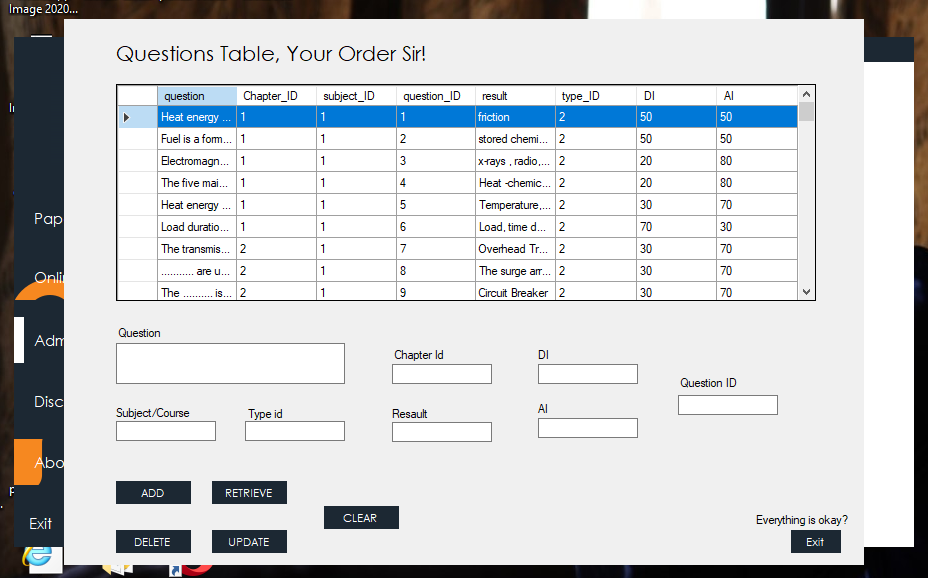 Image 2020...
Questions Table, Your Order Sir!
question Chapter_ID subject_ID question_ID result type_ID DI AI
Heat energy ... 1 1 1 friction 2 50 50
Fuel is a form... 1 1 2 stored chemi... 2 50 50
Electromagn... 1 1 3 x-rays , radio,... 2 20 80
The five mai... 1 1 4 Heat -chemic... 2 20 80
Heat energy ... 1 1 5 Temperature,... 2 30 70
Load duratio... 1 1 6 Load, time d... 2 70 30
The transmis... 2 1 7 Overhead Tr... 2 30 70
........... are u... 2 1 8 The surge arr... 2 30 70
The .......... is... 2 1 9 Circuit Breaker 2 30 70
Pap
Onli
Adm
Disc
Abo
Exit
Question
Chapter Id
DI
Question ID
Subject/Course
Type id
Resault
AI
ADD
RETRIEVE
CLEAR
DELETE
UPDATE
Everything is okay?
Exit